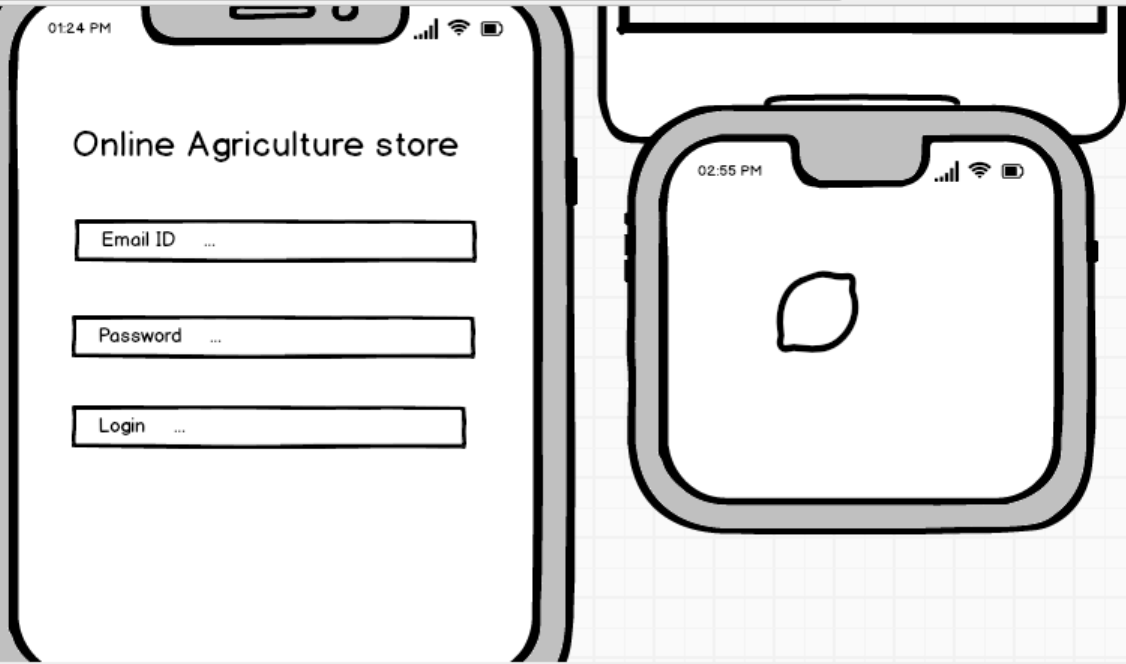 01:24 PM
Online Agriculture store
Email ID ...
Password ...
Login ...
02:55 PM